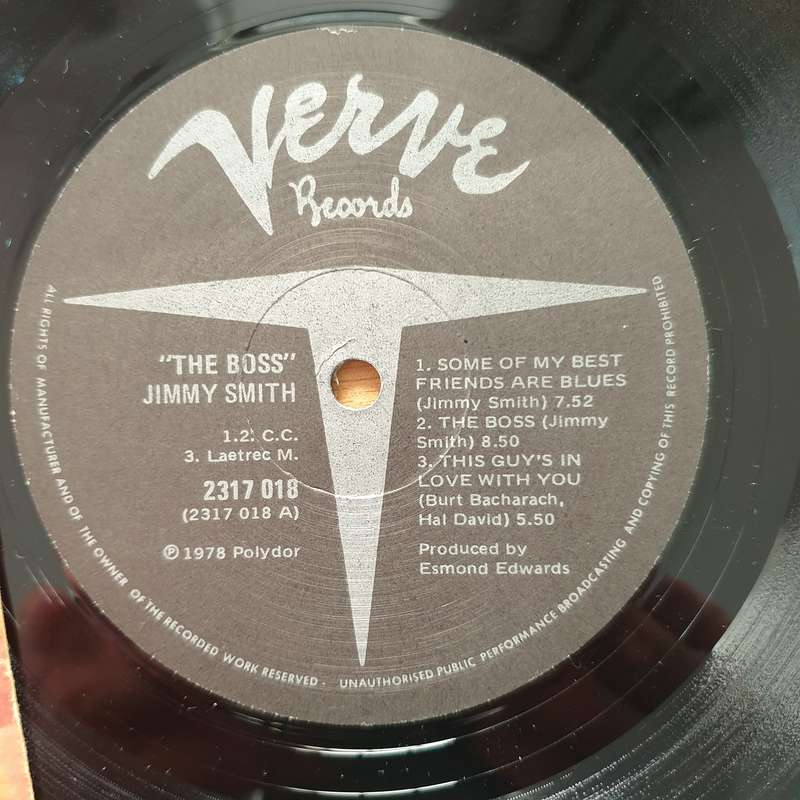 Verve
Records
"THE BOSS"
JIMMY SMITH
1.2. C.C.
3. Laetrec M.
2317 018
(2317 018 A)
℗ 1978 Polydor
1. SOME OF MY BEST
FRIENDS ARE BLUES
(Jimmy Smith) 7.52
2. THE BOSS (Jimmy
Smith) 8.50
3. THIS GUY'S IN
LOVE WITH YOU
(Burt Bacharach,
Hal David) 5.50
Produced by
Esmond Edwards
ALL RIGHTS OF MANUFACTURER AND OF THE OWNER OF THE RECORDED WORK RESERVED - UNAUTHORISED PUBLIC PERFORMANCE BROADCASTING AND COPYING OF THIS RECORD PROHIBITED